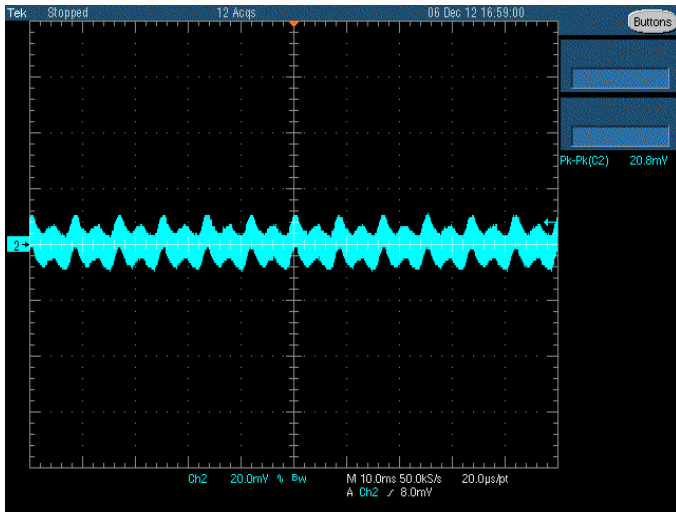 Tek Stopped 12 Acqs 06 Dec 12 16:59:00
Buttons
Pk-Pk(C2) 20.8mV
2
Ch2 20.0mV ∿ Bw M 10.0ms 50.0kS/s 20.0µs/pt
A Ch2 ∕ 8.0mV